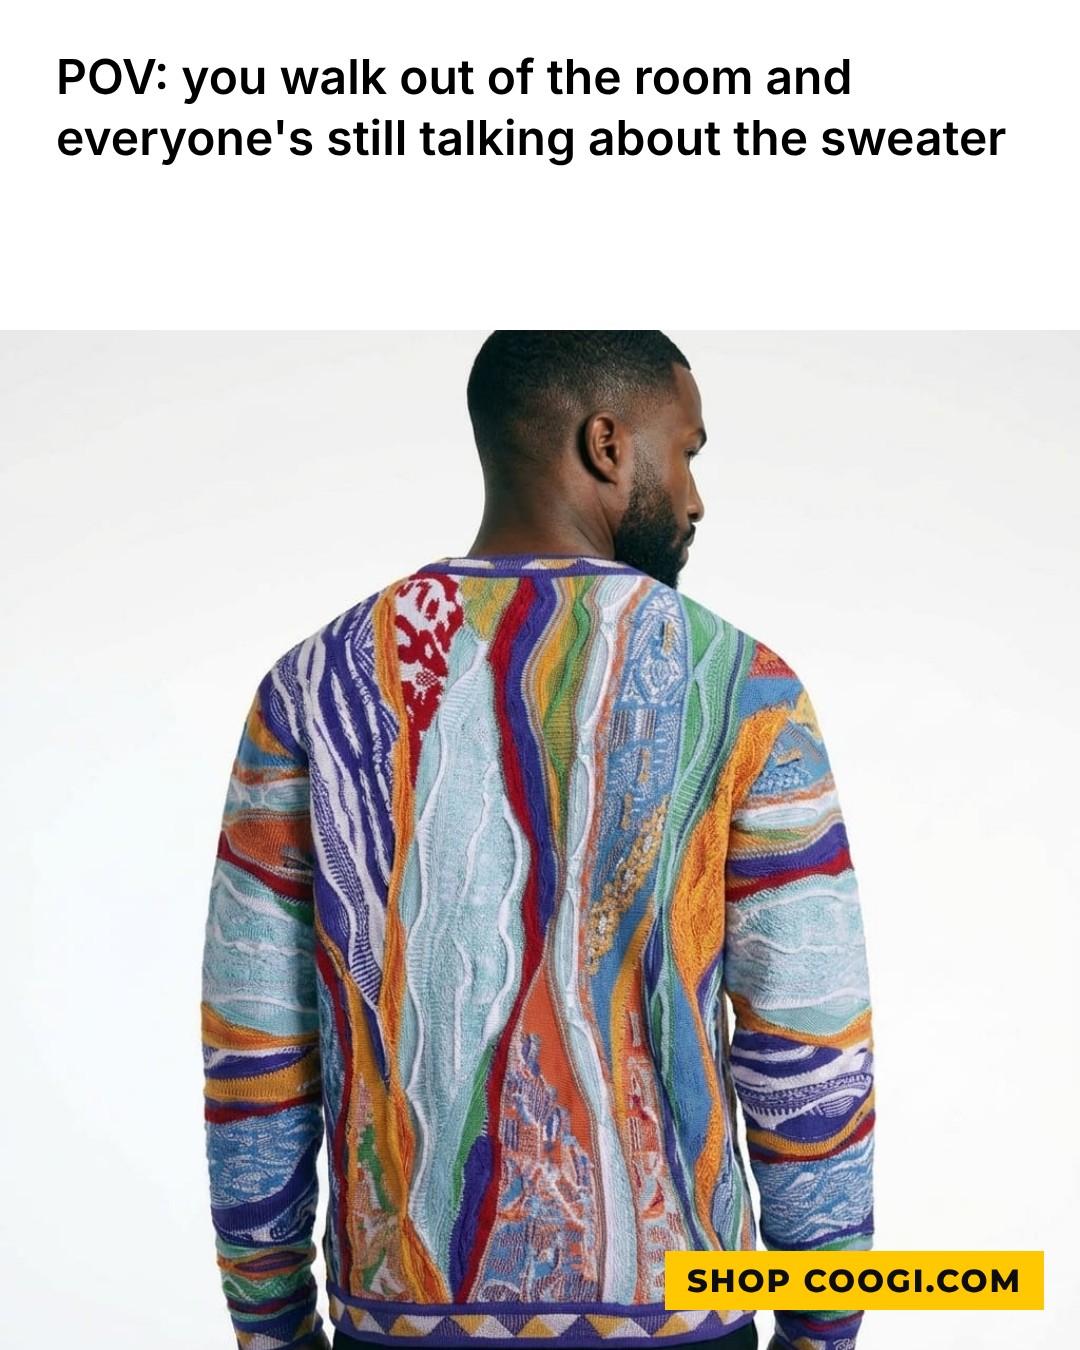 POV: you walk out of the room and
everyone's still talking about the sweater
SHOP COOGI.COM